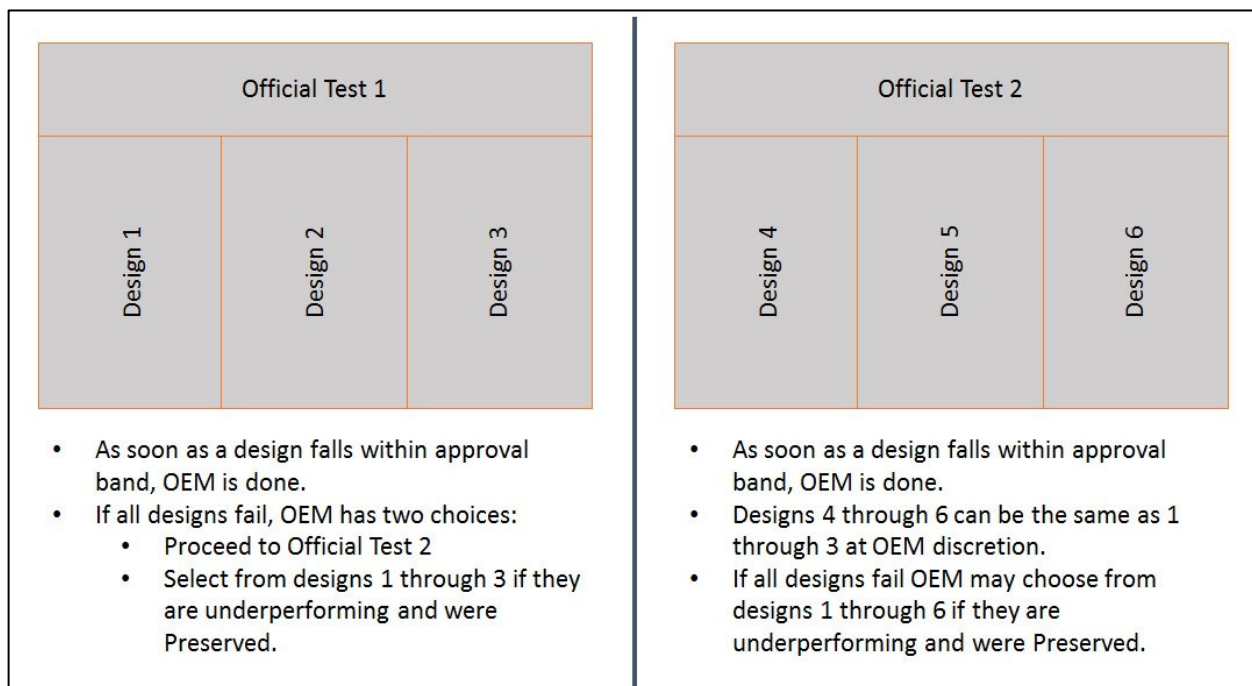 Official Test 1
Design 1
Design 2
Design 3
• As soon as a design falls within approval
band, OEM is done.
• If all designs fail, OEM has two choices:
• Proceed to Official Test 2
• Select from designs 1 through 3 if they
are underperforming and were
Preserved.
Official Test 2
Design 4
Design 5
Design 6
• As soon as a design falls within approval
band, OEM is done.
• Designs 4 through 6 can be the same as 1
through 3 at OEM discretion.
• If all designs fail OEM may choose from
designs 1 through 6 if they are
underperforming and were Preserved.